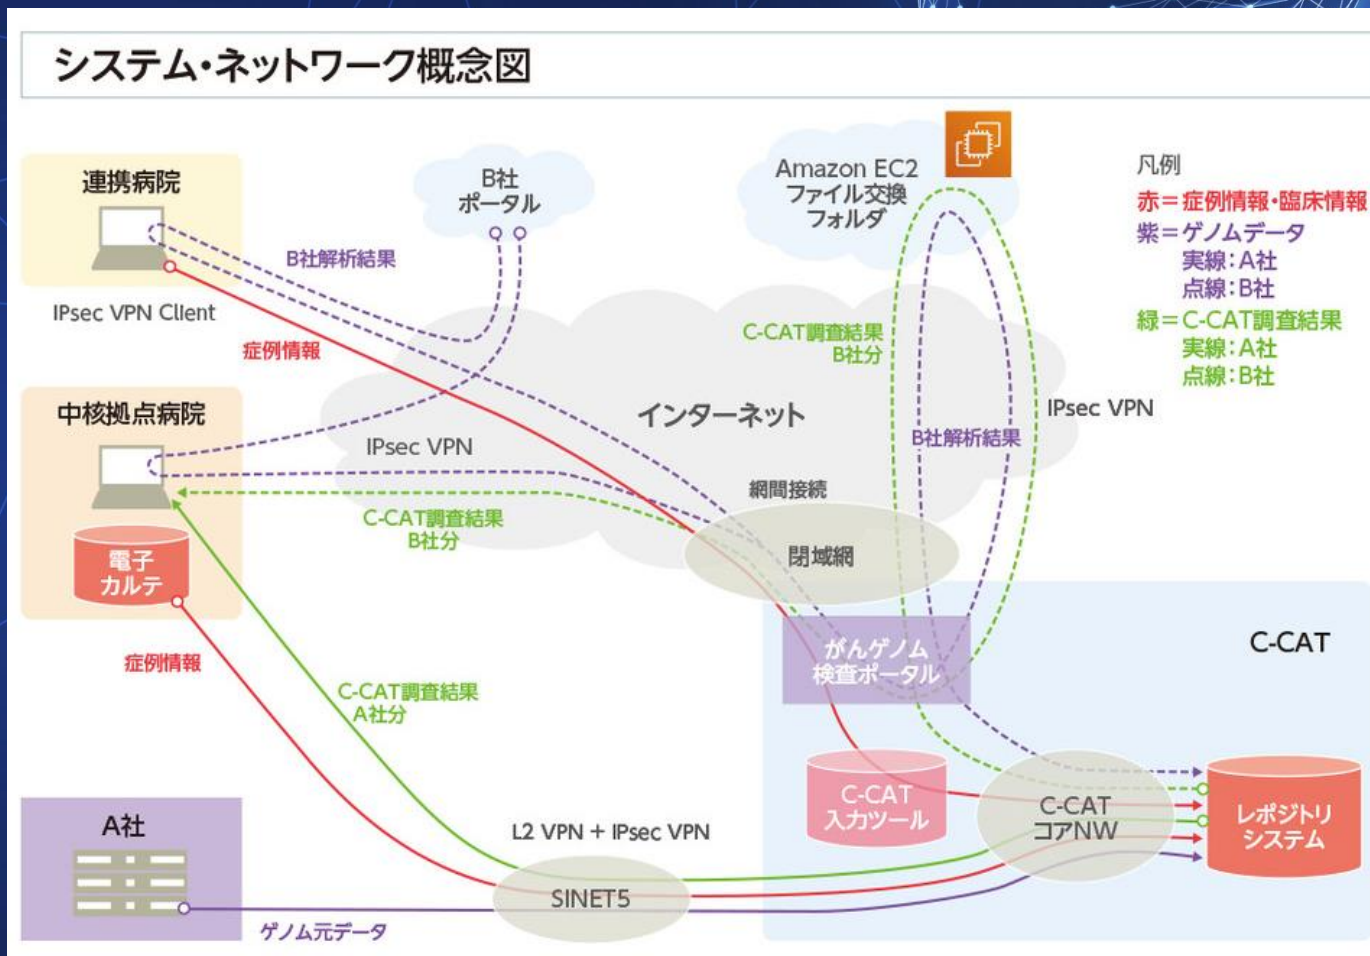 システム・ネットワーク概念図
連携病院
IPsec VPN Client
B社
ポータル
Amazon EC2
ファイル交換
フォルダ
凡例
赤=症例情報・臨床情報
紫=ゲノムデータ
実線:A社
点線:B社
緑=C-CAT調査結果
実線:A社
点線:B社
B社解析結果
症例情報
C-CAT調査結果
B社分
IPsec VPN
中核拠点病院
電子
カルテ
インターネット
IPsec VPN
B社解析結果
網間接続
閉域網
C-CAT調査結果
B社分
症例情報
C-CAT調査結果
A社分
がんゲノム
検査ポータル
C-CAT
C-CAT
入力ツール
C-CAT
コアNW
レポジトリ
システム
A社
L2 VPN + IPsec VPN
SINET5
ゲノム元データ